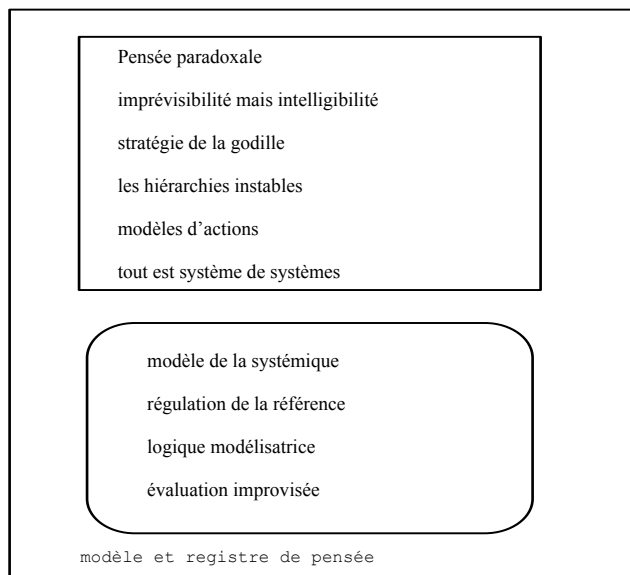 Pensée paradoxale
imprévisibilité mais intelligibilité
stratégie de la godille
les hiérarchies instables
modèles d’actions
tout est système de systèmes
modèle de la systémique
régulation de la référence
logique modélisatrice
évaluation improvisée
modèle et registre de pensée